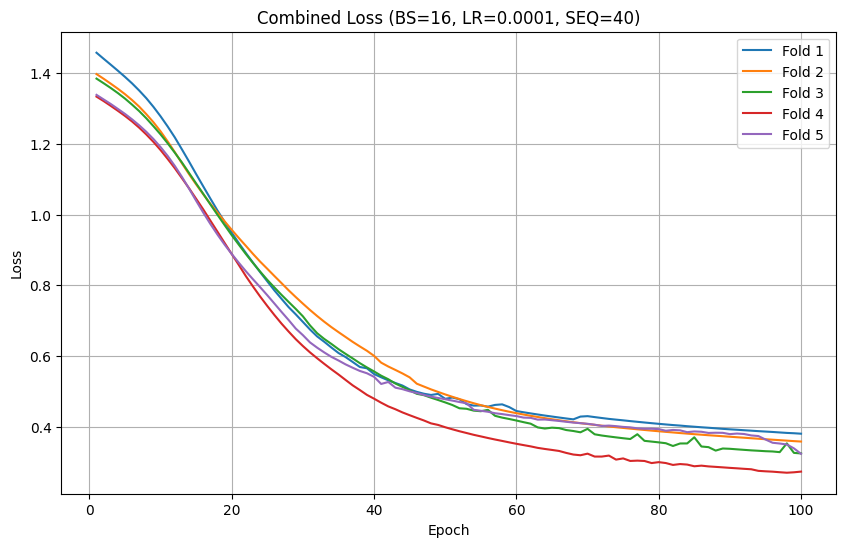 Combined Loss (BS=16, LR=0.0001, SEQ=40)
Fold 1
Fold 2
Fold 3
Fold 4
Fold 5
Loss
1.4
1.2
1.0
0.8
0.6
0.4
0 20 40 60 80 100
Epoch